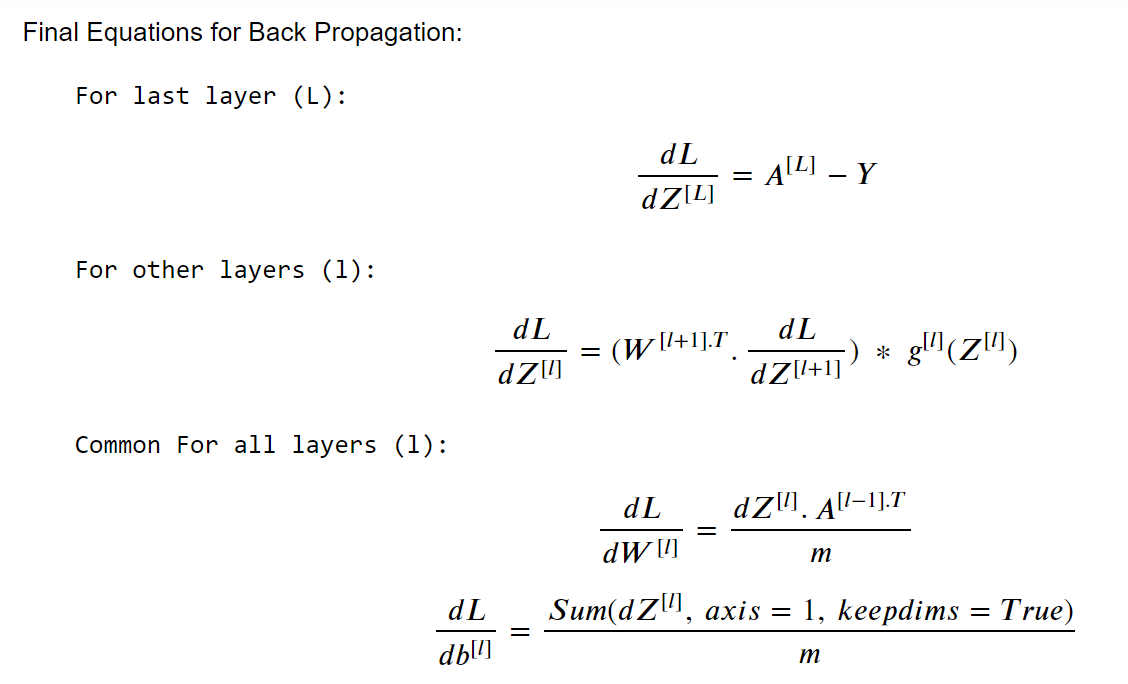 Final Equations for Back Propagation:
For last layer (L):
dL/dZ^[L] = A^[L] − Y
For other layers (l):
dL/dZ^[l] = (W^[l+1].T . dL/dZ^[l+1]) * g^[l](Z^[l])
Common For all layers (l):
dL/dW^[l] = dZ^[l]. A^[l−1].T/m
dL/db^[l] = Sum(dZ^[l], axis = 1, keepdims = True)/m